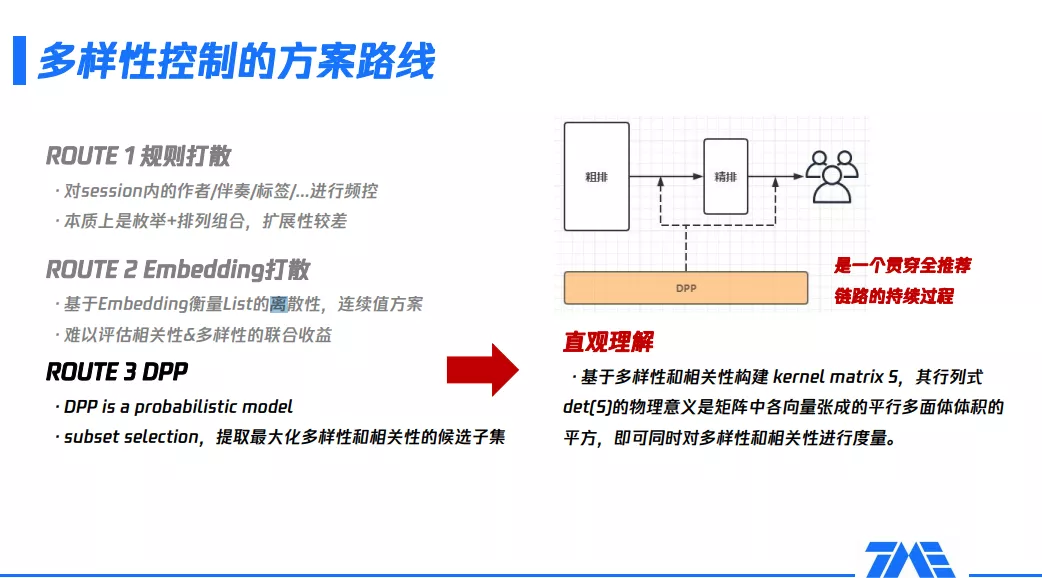 多样性控制的方案路线
ROUTE 1 规则打散
· 对session内的作者/伴奏/标签/...进行频控
· 本质上是枚举+排列组合，扩展性较差
ROUTE 2 Embedding打散
· 基于Embedding衡量List的离散性，连续值方案
· 难以评估相关性&多样性的联合收益
ROUTE 3 DPP
· DPP is a probabilistic model
· subset selection，提取最大化多样性和相关性的候选子集
粗排
精排
DPP
是一个贯穿全推荐
链路的持续过程
直观理解
· 基于多样性和相关性构建 kernel matrix S，其行列式
det(S)的物理意义是矩阵中各向量张成的平行多面体体积的
平方，即可同时对多样性和相关性进行度量。
TME